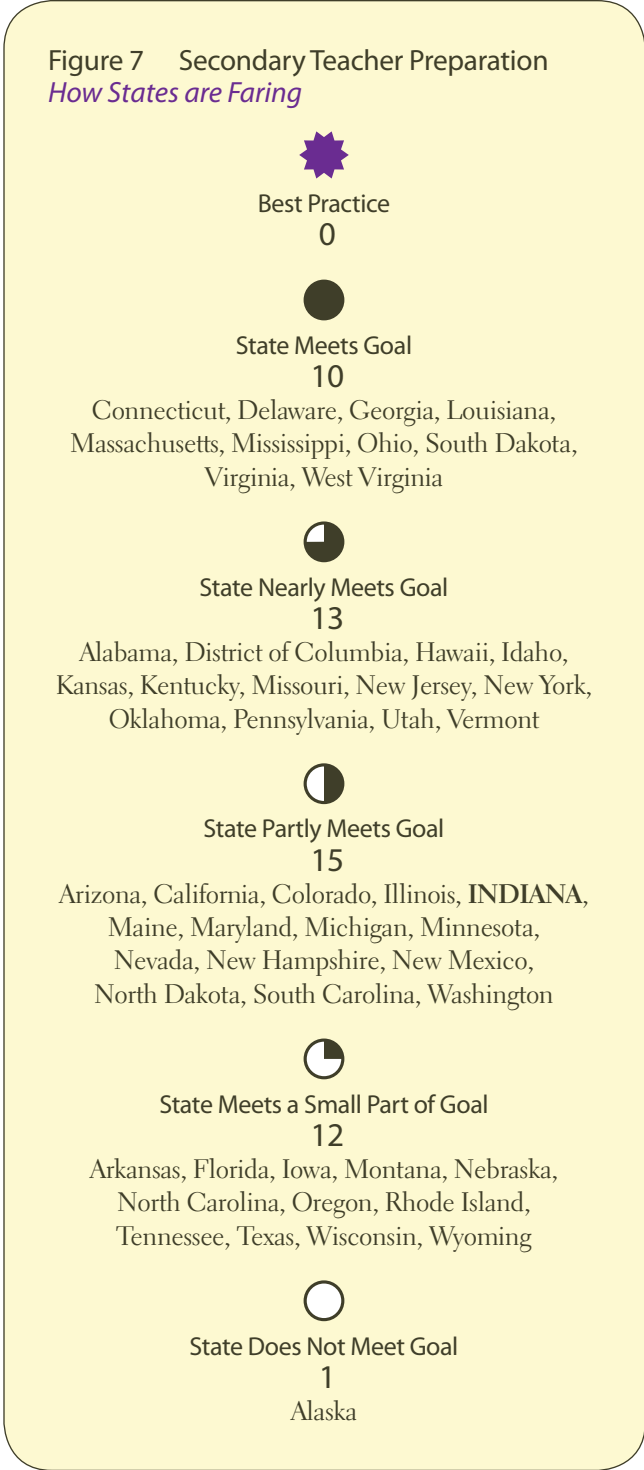 Figure 7 Secondary Teacher Preparation
How States are Faring
Best Practice
0
State Meets Goal
10
Connecticut, Delaware, Georgia, Louisiana,
Massachusetts, Mississippi, Ohio, South Dakota,
Virginia, West Virginia
State Nearly Meets Goal
13
Alabama, District of Columbia, Hawaii, Idaho,
Kansas, Kentucky, Missouri, New Jersey, New York,
Oklahoma, Pennsylvania, Utah, Vermont
State Partly Meets Goal
15
Arizona, California, Colorado, Illinois, INDIANA,
Maine, Maryland, Michigan, Minnesota,
Nevada, New Hampshire, New Mexico,
North Dakota, South Carolina, Washington
State Meets a Small Part of Goal
12
Arkansas, Florida, Iowa, Montana, Nebraska,
North Carolina, Oregon, Rhode Island,
Tennessee, Texas, Wisconsin, Wyoming
State Does Not Meet Goal
1
Alaska